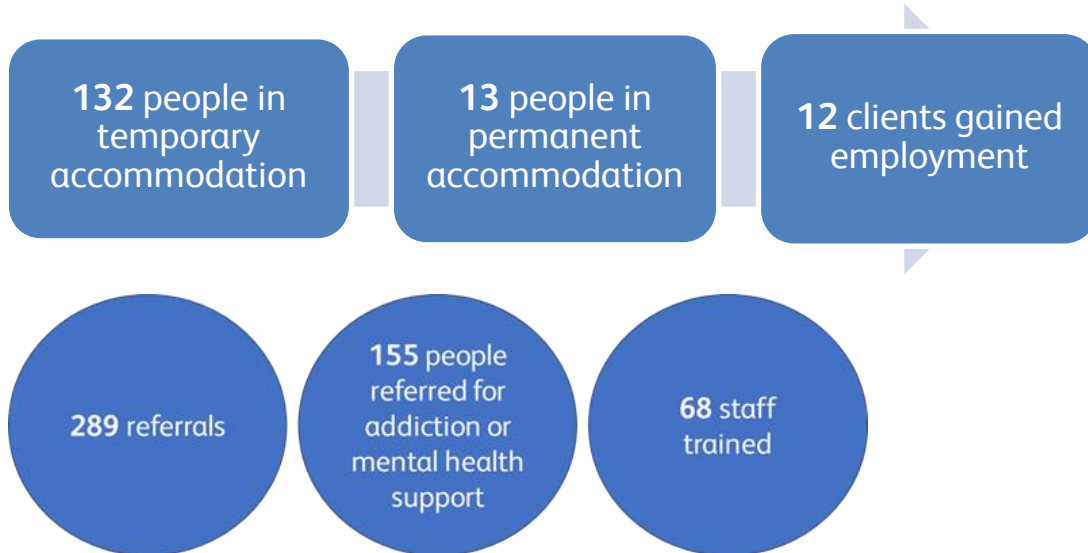 132 people in
temporary
accommodation
13 people in
permanent
accommodation
12 clients gained
employment
289 referrals
155 people
referred for
addiction or
mental health
support
68 staff
trained